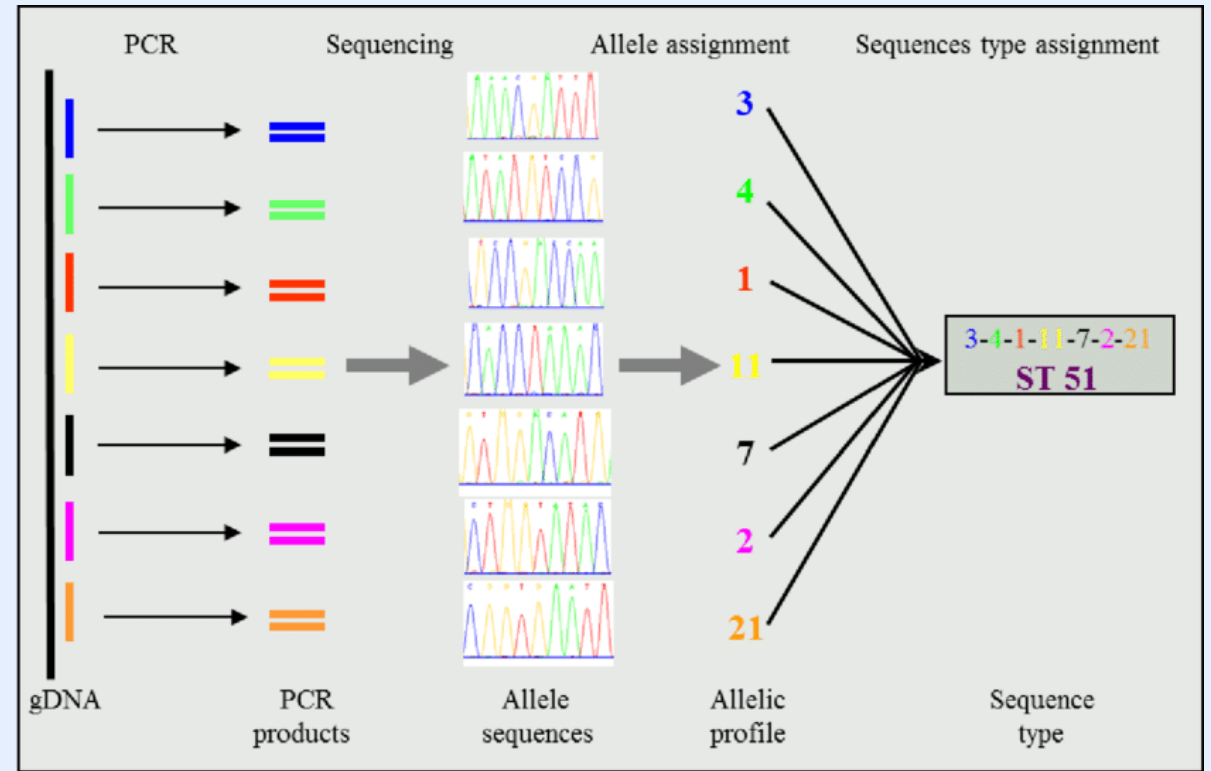 PCR
Sequencing
Allele assignment
Sequences type assignment
3
4
1
11
7
2
21
3-4-1-11-7-2-21
ST 51
gDNA
PCR
products
Allele
sequences
Allelic
profile
Sequence
type